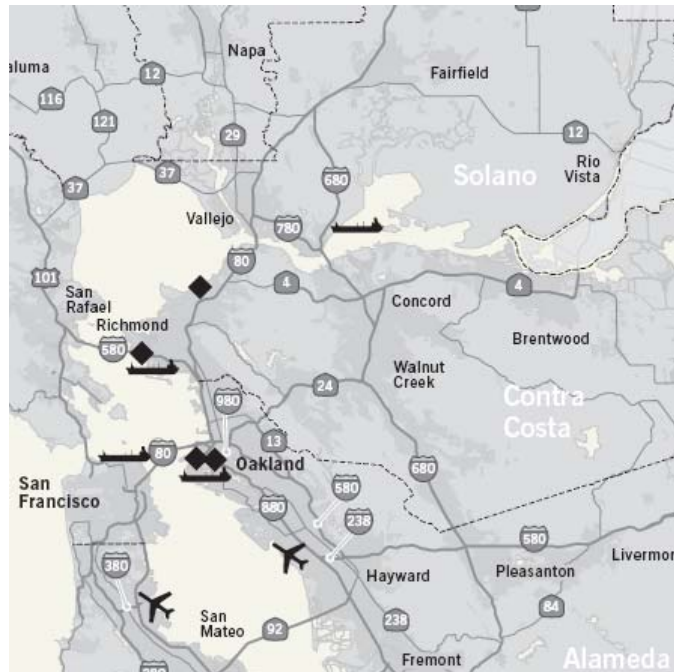 Napa
Fairfield
aluma
12
116
121
29
12
Rio
Vista
37
37
680
Solano
Vallejo
780
80
101
4
4
San
Rafael
Concord
Richmond
Brentwood
580
Walnut
Creek
24
980
Contra
Costa
13
80
Oakland
680
San
Francisco
580
880
238
580
Livermo
380
Hayward
Pleasanton
San
Mateo
84
92
238
Fremont
Alameda